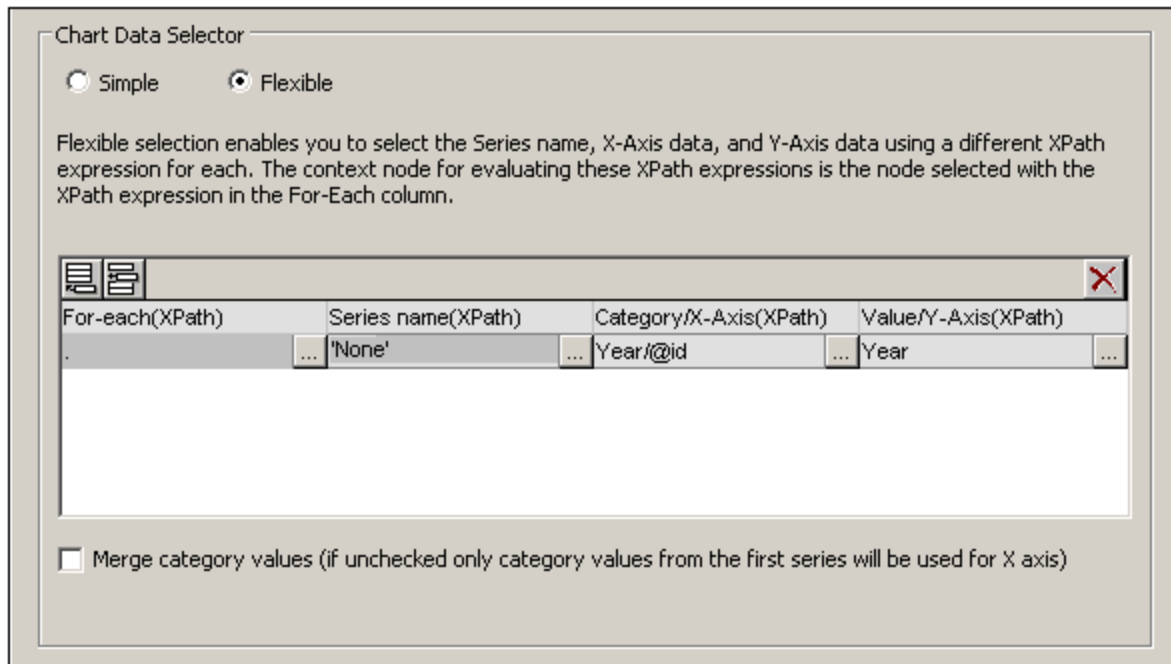 Chart Data Selector
Simple Flexible
Flexible selection enables you to select the Series name, X-Axis data, and Y-Axis data using a different XPath
expression for each. The context node for evaluating these XPath expressions is the node selected with the
XPath expression in the For-Each column.
For-each(XPath) Series name(XPath) Category/X-Axis(XPath) Value/Y-Axis(XPath)
. ... 'None' ... Year/@id ... Year ...
Merge category values (if unchecked only category values from the first series will be used for X axis)